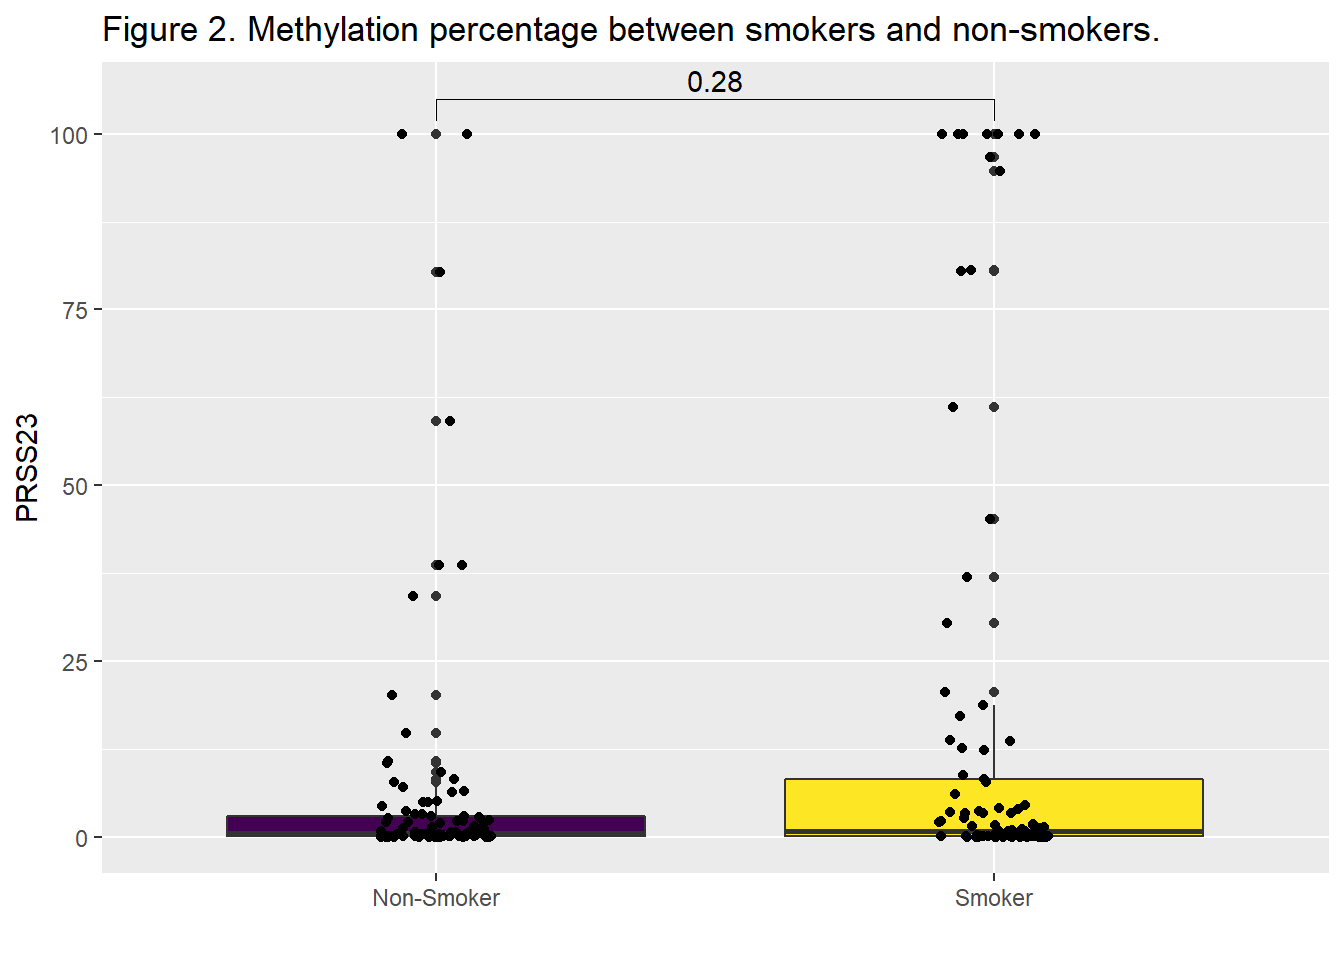 Figure 2. Methylation percentage between smokers and non-smokers.
0.28
100
75
50
25
0
PRSS23
Non-Smoker
Smoker